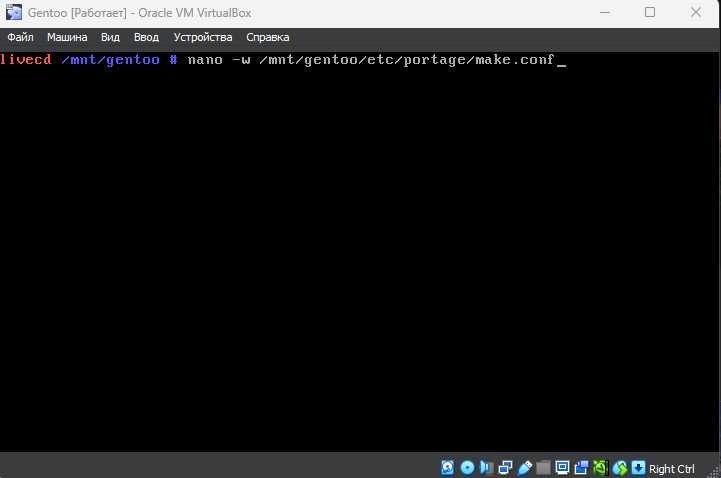 Gentoo [Работает] - Oracle VM VirtualBox
Файл Машина Вид Ввод Устройства Справка
livecd /mnt/gentoo # nano -w /mnt/gentoo/etc/portage/make.conf_
Right Ctrl